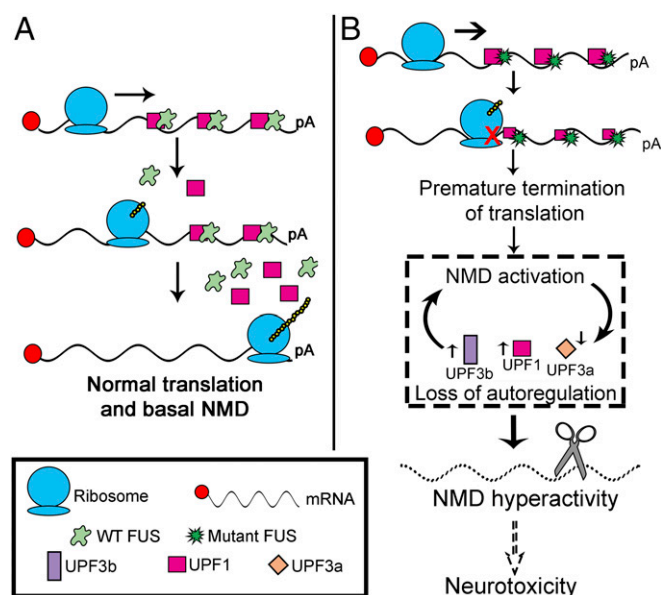 A
pA
pA
pA
Normal translation
and basal NMD
B
pA
X
pA
Premature termination
of translation
NMD activation
UPF3b
UPF1
UPF3a
Loss of autoregulation
NMD hyperactivity
Neurotoxicity
Ribosome
mRNA
WT FUS
Mutant FUS
UPF3b
UPF1
UPF3a